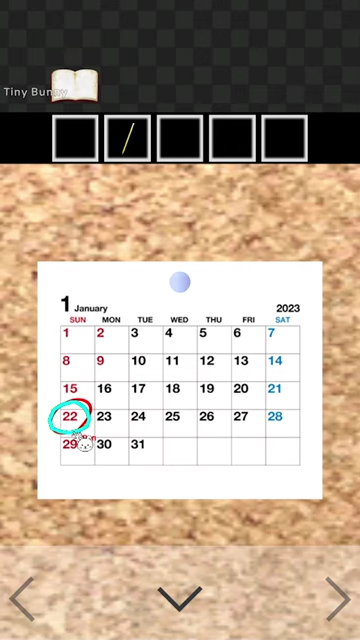 Tiny Bunny
1 January 2023
SUN MON TUE WED THU FRI SAT
1 2 3 4 5 6 7
8 9 10 11 12 13 14
15 16 17 18 19 20 21
22 23 24 25 26 27 28
29 30 31